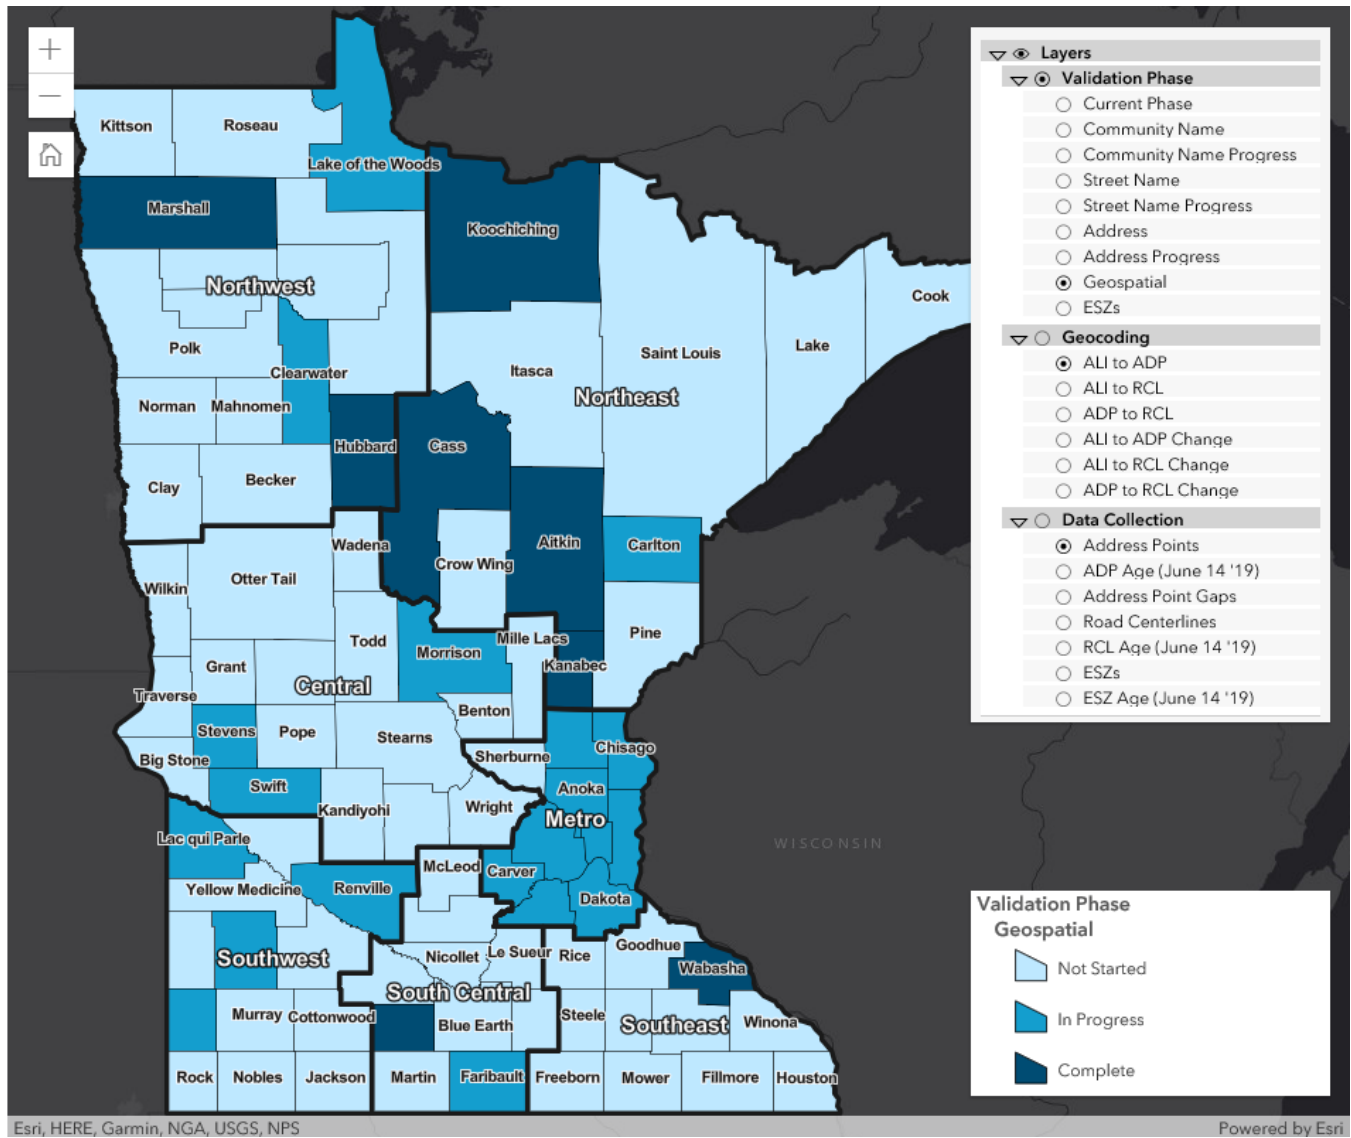 +
−
Kittson
Roseau
Lake of the Woods
Marshall
Koochiching
Northwest
Cook
Polk
Saint Louis
Lake
Clearwater
Itasca
Norman
Mahnomen
Northeast
Hubbard
Cass
Clay
Becker
Wadena
Aitkin
Carlton
Crow Wing
Otter Tail
Wilkin
Todd
Mille Lacs
Pine
Morrison
Kanabec
Grant
Central
Traverse
Benton
Stevens
Pope
Stearns
Chisago
Big Stone
Sherburne
Swift
Anoka
Kandiyohi
Wright
Metro
Lac qui Parle
McLeod
Carver
Yellow Medicine
Renville
Dakota
Goodhue
Southwest
Nicollet
Le Sueur
Rice
Wabasha
South Central
Murray
Cottonwood
Blue Earth
Steele
Southeast
Winona
Rock
Nobles
Jackson
Martin
Faribault
Freeborn
Mower
Fillmore
Houston
WISCONSIN
Layers
Validation Phase
Current Phase
Community Name
Community Name Progress
Street Name
Street Name Progress
Address
Address Progress
Geospatial
ESZs
Geocoding
ALI to ADP
ALI to RCL
ADP to RCL
ALI to ADP Change
ALI to RCL Change
ADP to RCL Change
Data Collection
Address Points
ADP Age (June 14 '19)
Address Point Gaps
Road Centerlines
RCL Age (June 14 '19)
ESZs
ESZ Age (June 14 '19)
Validation Phase
Geospatial
Not Started
In Progress
Complete
Esri, HERE, Garmin, NGA, USGS, NPS
Powered by Esri